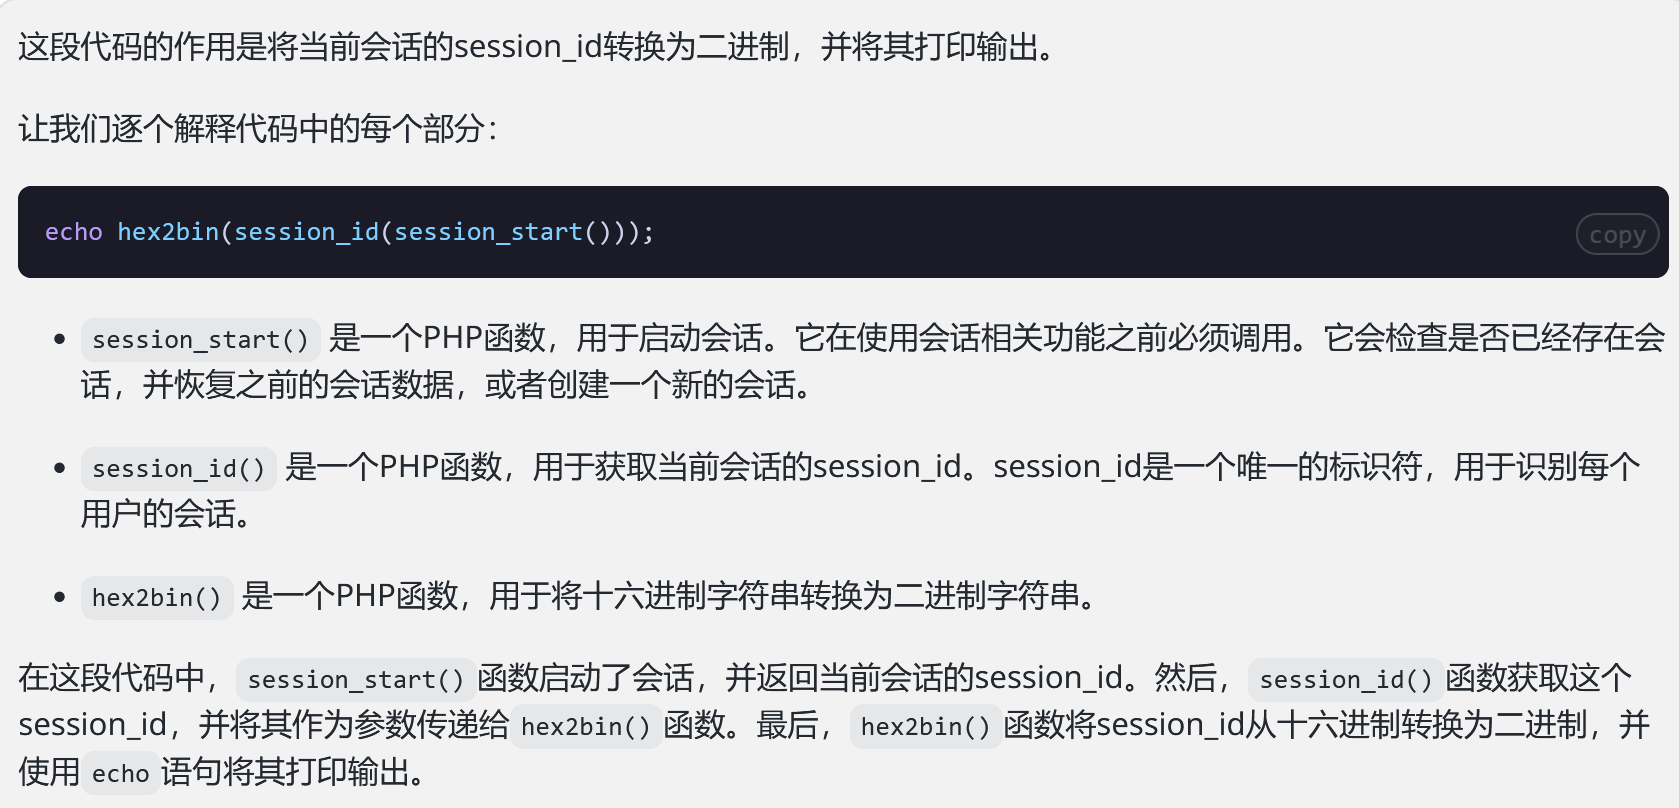 这段代码的作用是将当前会话的session_id转换为二进制，并将其打印输出。
让我们逐个解释代码中的每个部分：
echo hex2bin(session_id(session_start()));
copy
• session_start() 是一个PHP函数，用于启动会话。它在使用会话相关功能之前必须调用。它会检查是否已经存在会
话，并恢复之前的会话数据，或者创建一个新的会话。
• session_id() 是一个PHP函数，用于获取当前会话的session_id。session_id是一个唯一的标识符，用于识别每个
用户的会话。
• hex2bin() 是一个PHP函数，用于将十六进制字符串转换为二进制字符串。
在这段代码中，session_start()函数启动了会话，并返回当前会话的session_id。然后，session_id()函数获取这个
session_id，并将其作为参数传递给hex2bin()函数。最后，hex2bin()函数将session_id从十六进制转换为二进制，并
使用echo语句将其打印输出。